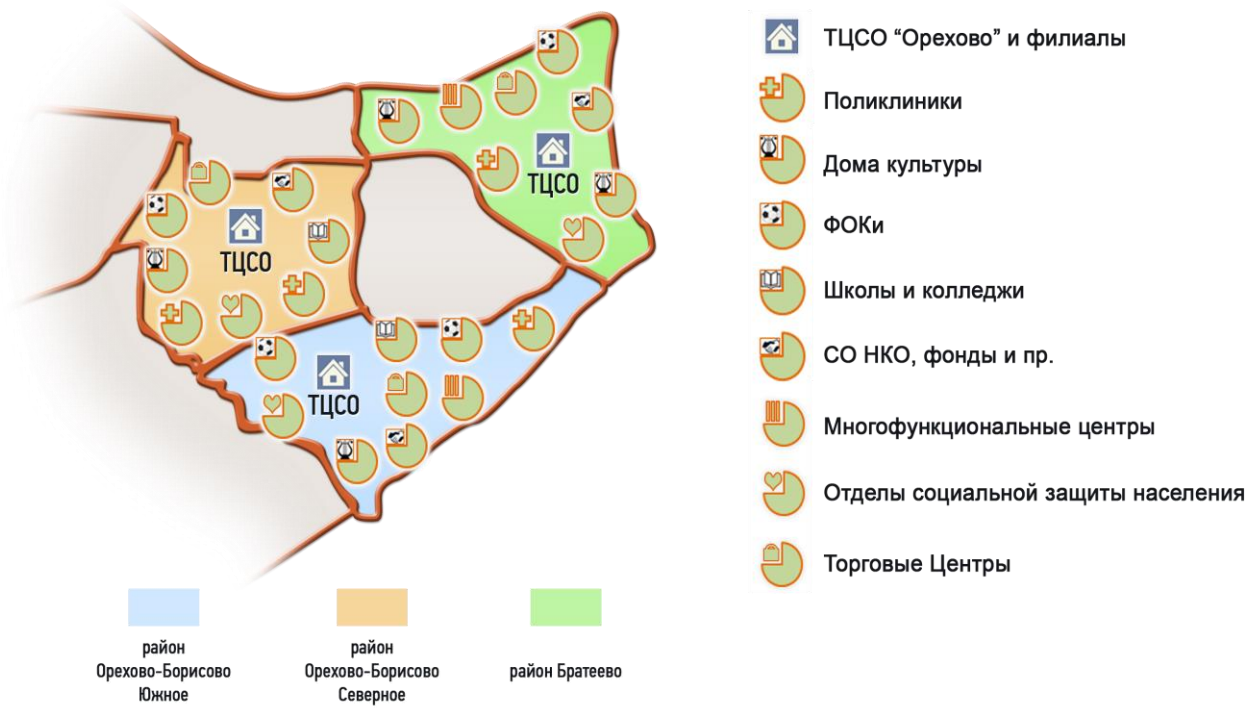 ТЦСО
ТЦСО
ТЦСО
ТЦСО “Орехово” и филиалы
Поликлиники
Дома культуры
ФОКи
Школы и колледжи
СО НКО, фонды и пр.
Многофункциональные центры
Отделы социальной защиты населения
Торговые Центры
район
Орехово-Борисово
Южное
район
Орехово-Борисово
Северное
район Братеево